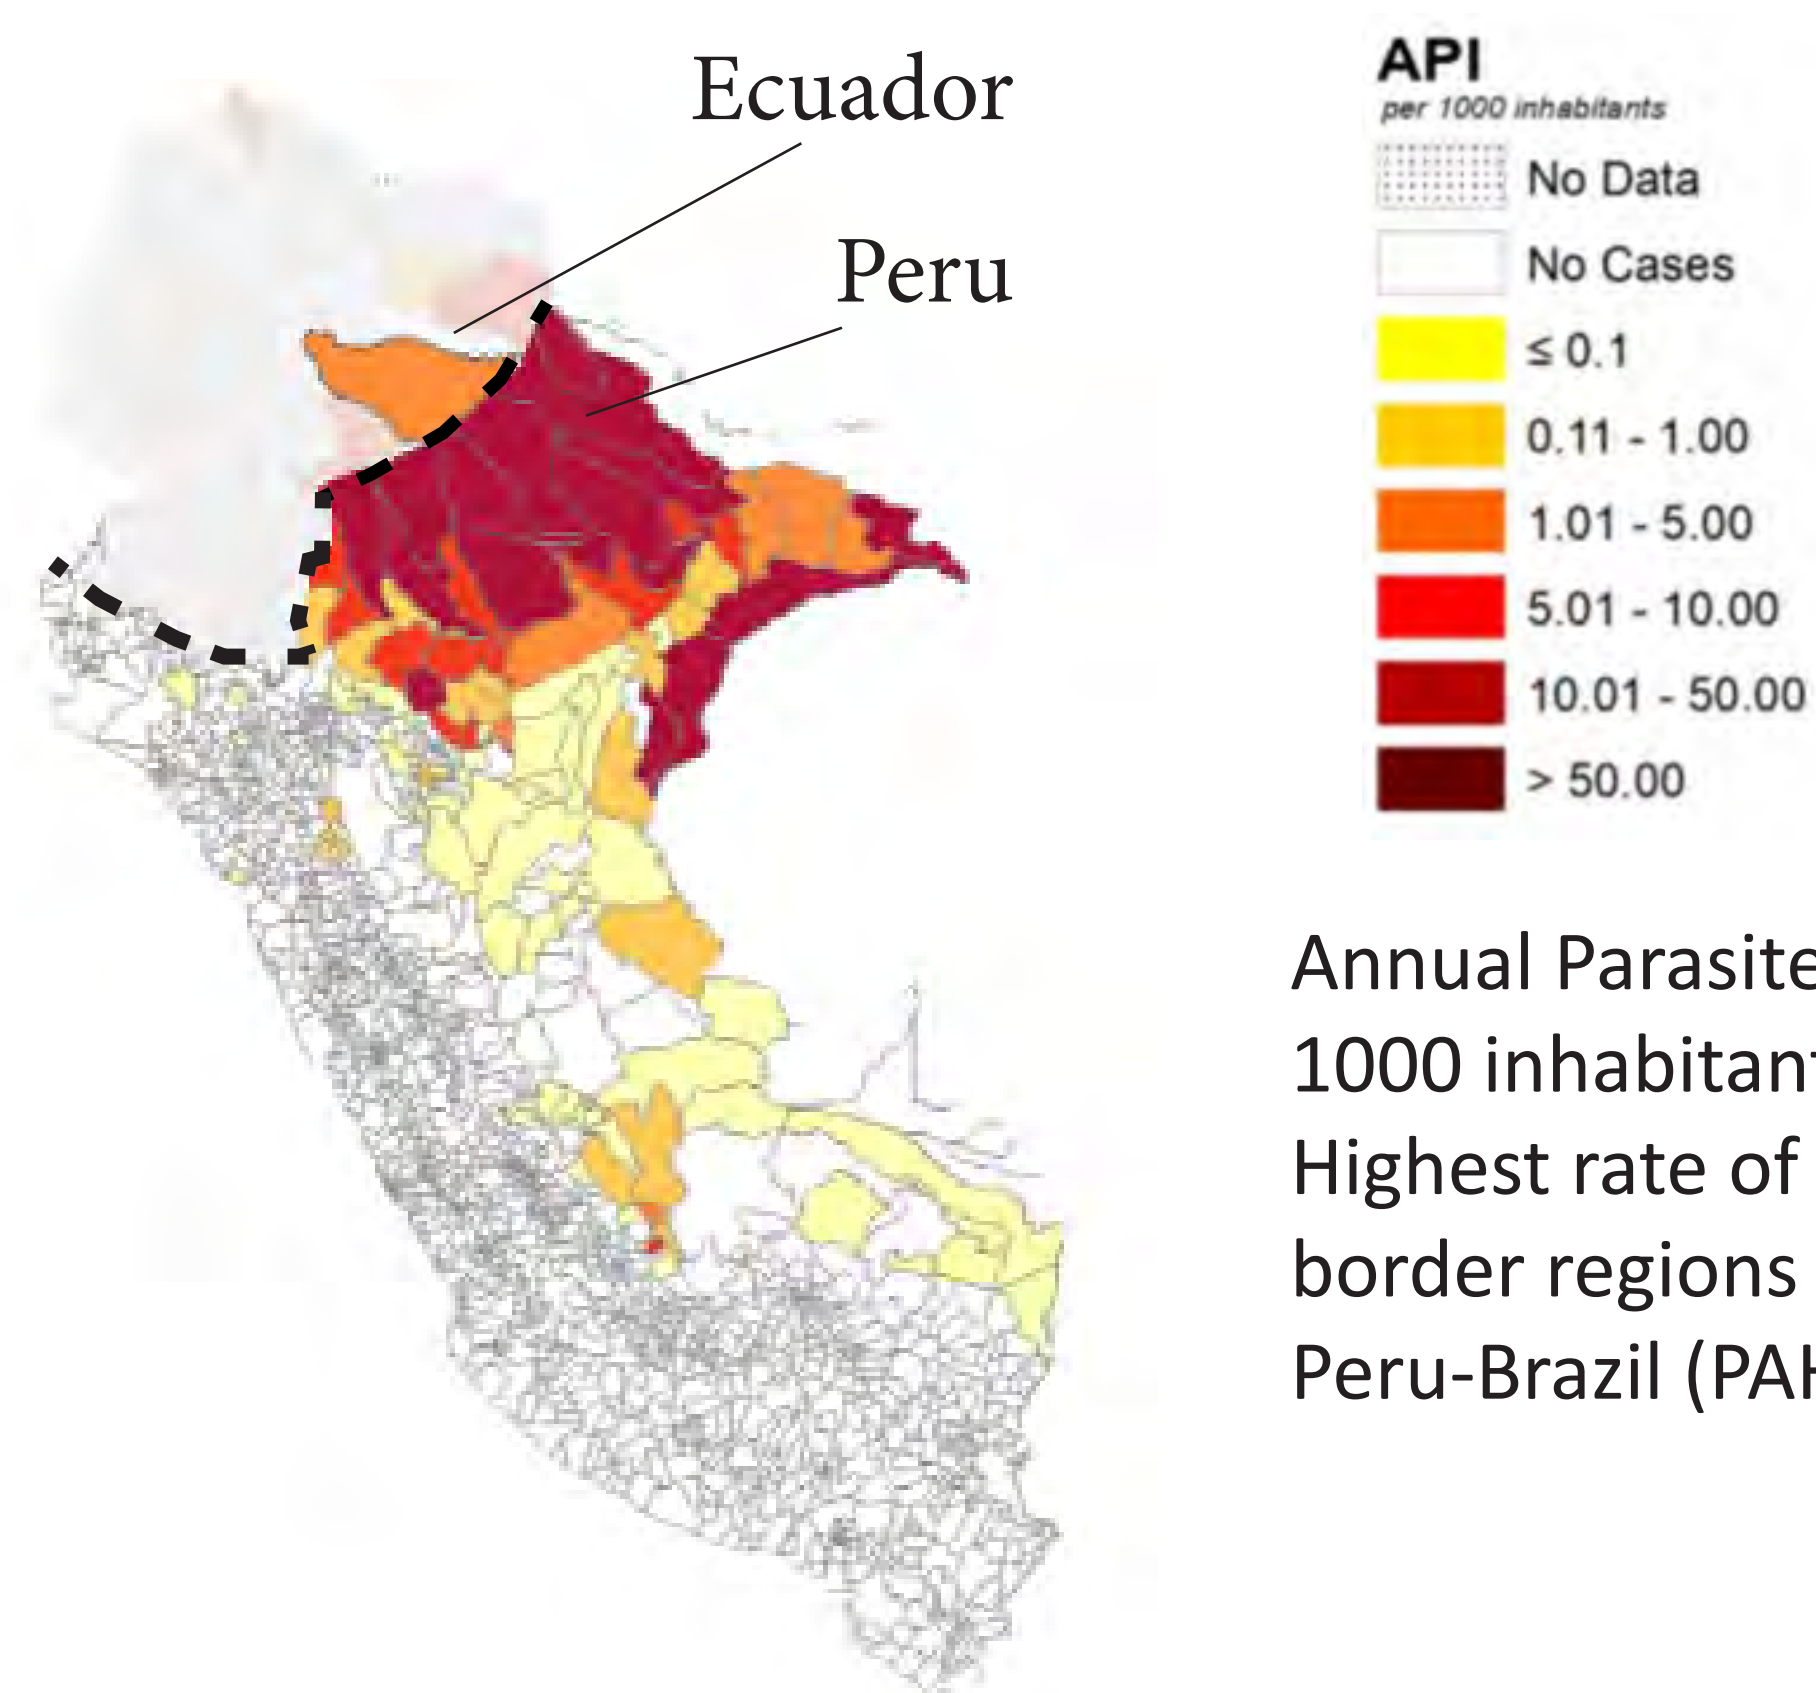 Ecuador
Peru
API
per 1000 inhabitants
No Data
No Cases
≤ 0.1
0.11 - 1.00
1.01 - 5.00
5.01 - 10.00
10.01 - 50.00
> 50.00
Annual Parasite
1000 inhabitant
Highest rate of
border regions
Peru-Brazil (PAH